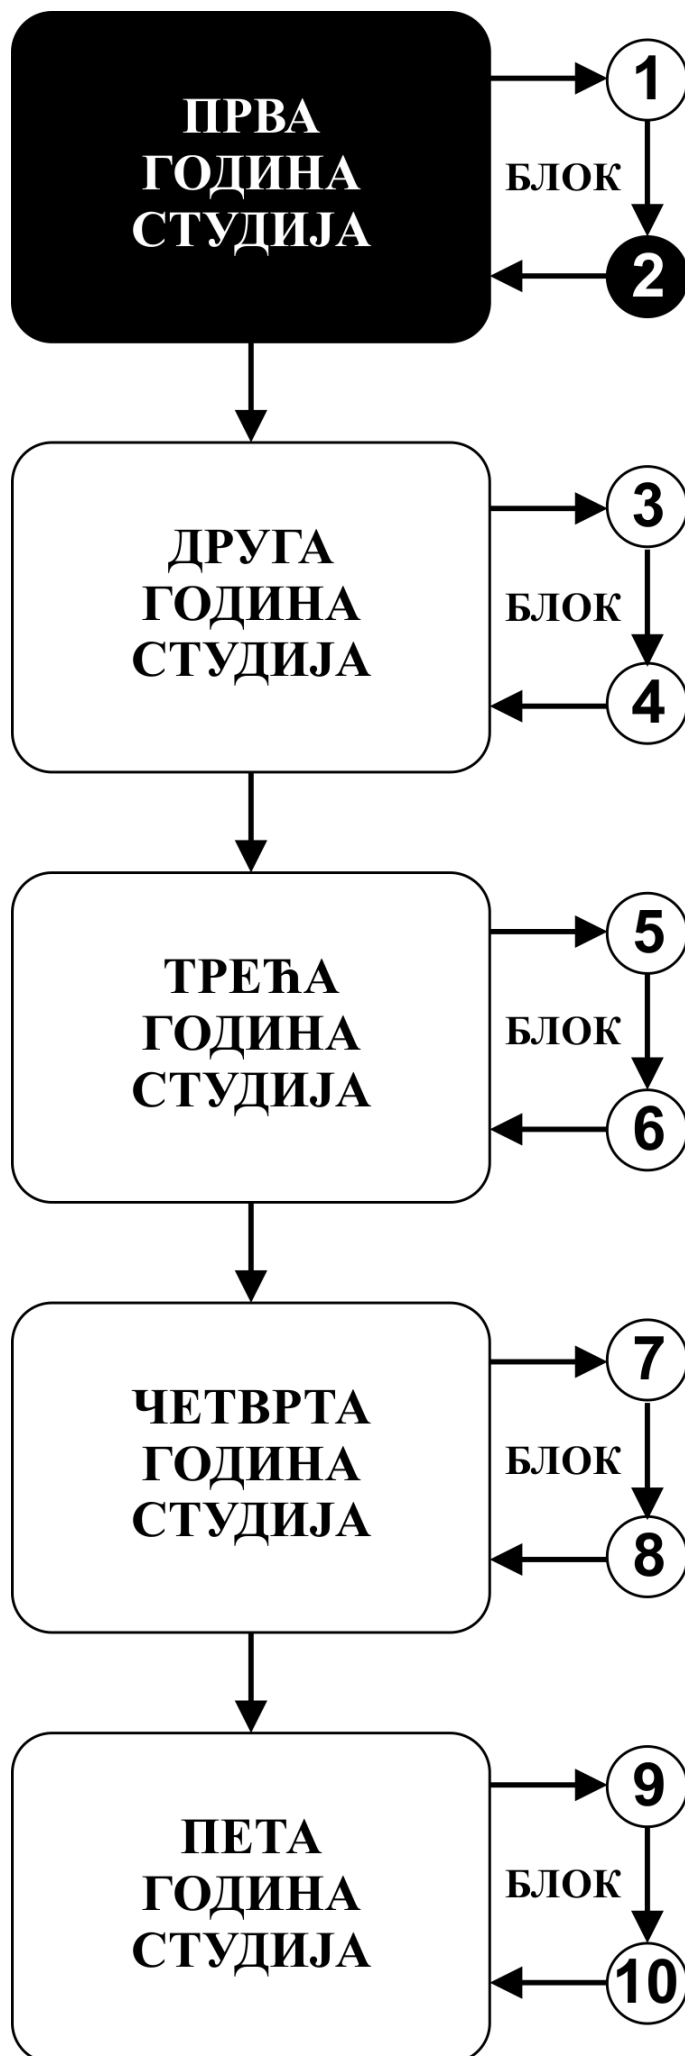 ПРВА
ГОДИНА
СТУДИЈА
1
БЛОК
2
ДРУГА
ГОДИНА
СТУДИЈА
3
БЛОК
4
ТРЕЋА
ГОДИНА
СТУДИЈА
5
БЛОК
6
ЧЕТВРТА
ГОДИНА
СТУДИЈА
7
БЛОК
8
ПЕТА
ГОДИНА
СТУДИЈА
9
БЛОК
10